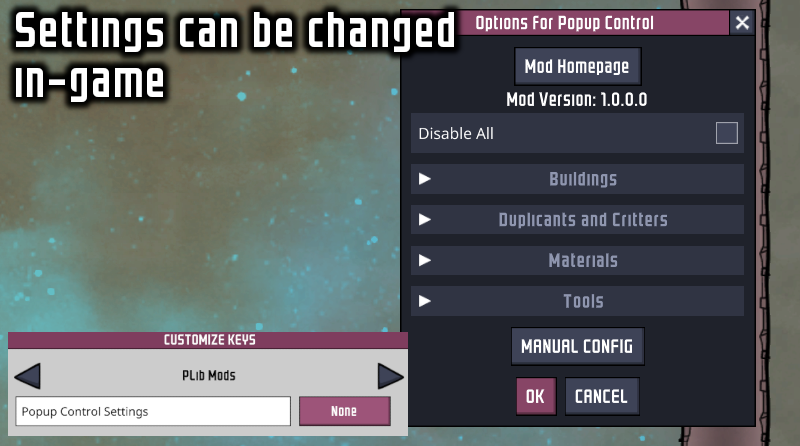 Settings can be changed
in-game
Options For Popup Control
Mod Homepage
Mod Version: 1.0.0.0
Disable All
Buildings
Duplicants and Critters
Materials
Tools
MANUAL CONFIG
OK
CANCEL
CUSTOMIZE KEYS
PLib Mods
Popup Control Settings
None